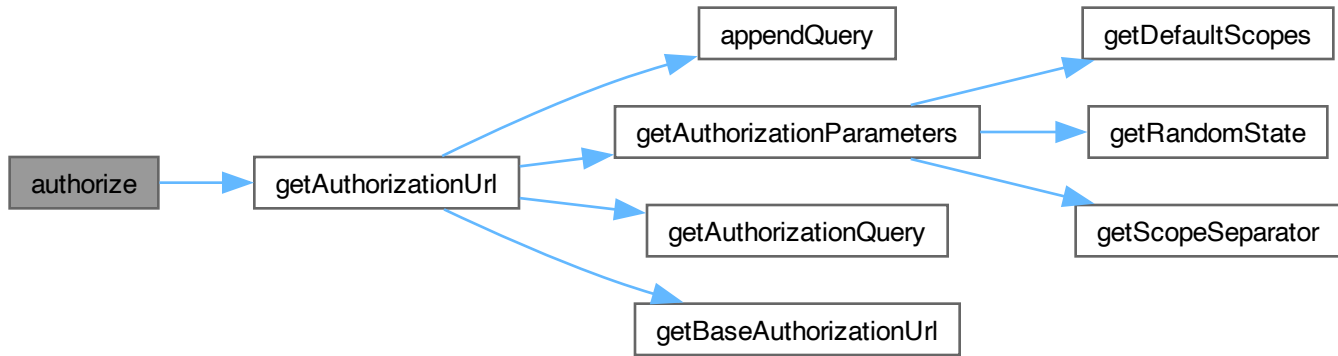 authorize
getAuthorizationUrl
appendQuery
getAuthorizationParameters
getAuthorizationQuery
getBaseAuthorizationUrl
getDefaultScopes
getRandomState
getScopeSeparator